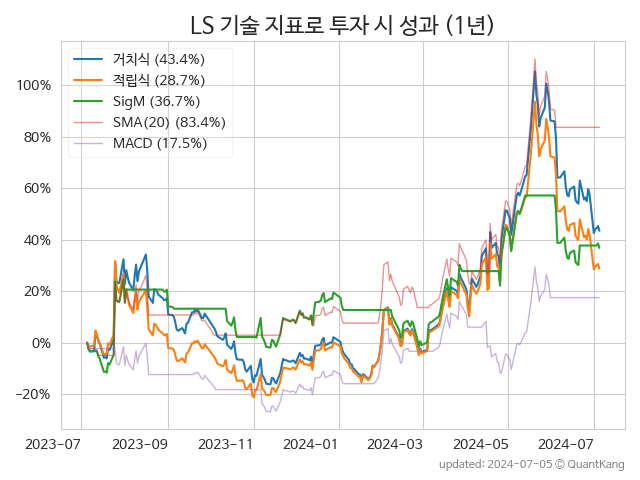 LS 기술 지표로 투자 시 성과 (1년)
거치식 (43.4%)
적립식 (28.7%)
SigM (36.7%)
SMA(20) (83.4%)
MACD (17.5%)
100%
80%
60%
40%
20%
0%
−20%
2023-07 2023-09 2023-11 2024-01 2024-03 2024-05 2024-07
updated: 2024-07-05 © QuantKang